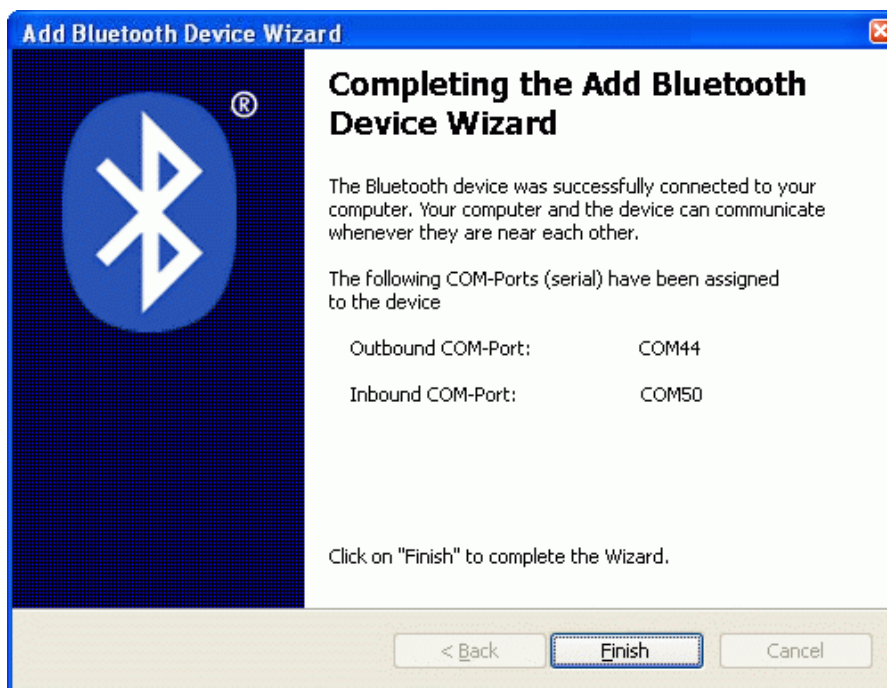 Add Bluetooth Device Wizard
®
Completing the Add Bluetooth
Device Wizard
The Bluetooth device was successfully connected to your
computer. Your computer and the device can communicate
whenever they are near each other.
The following COM-Ports (serial) have been assigned
to the device
Outbound COM-Port: COM44
Inbound COM-Port: COM50
Click on "Finish" to complete the Wizard.
< Back Finish Cancel